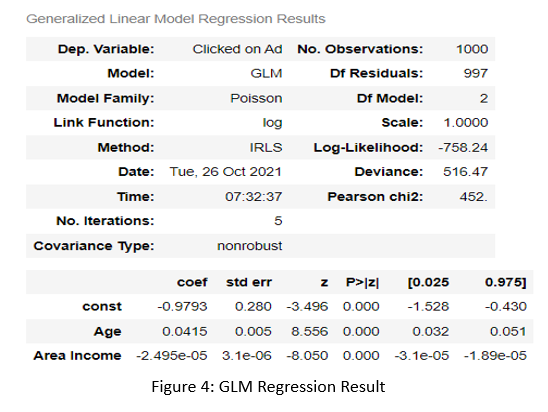 Generalized Linear Model Regression Results
Dep. Variable: Clicked on Ad No. Observations: 1000
Model: GLM Df Residuals: 997
Model Family: Poisson Df Model: 2
Link Function: log Scale: 1.0000
Method: IRLS Log-Likelihood: -758.24
Date: Tue, 26 Oct 2021 Deviance: 516.47
Time: 07:32:37 Pearson chi2: 452.
No. Iterations: 5
Covariance Type: nonrobust
coef std err z P>|z| [0.025 0.975]
const -0.9793 0.280 -3.496 0.000 -1.528 -0.430
Age 0.0415 0.005 8.556 0.000 0.032 0.051
Area Income -2.495e-05 3.1e-06 -8.050 0.000 -3.1e-05 -1.89e-05
Figure 4: GLM Regression Result